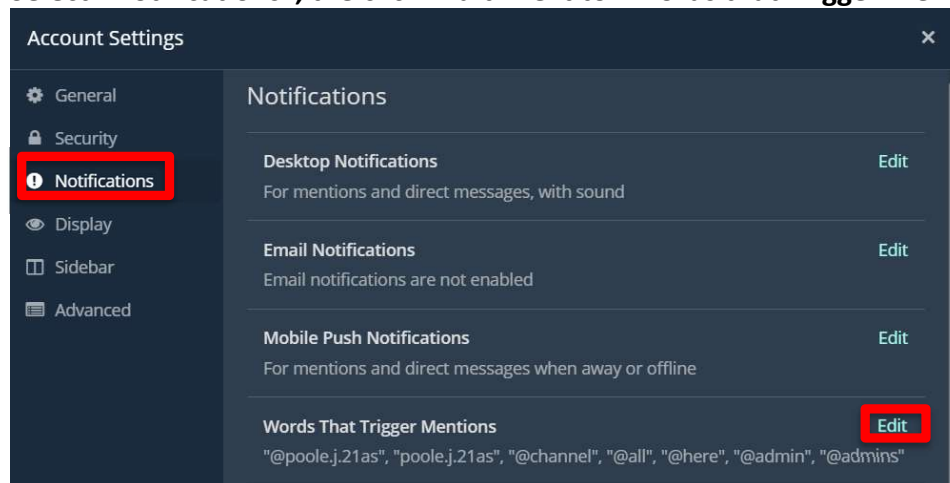 Account Settings ×
General
Security
Notifications
Display
Sidebar
Advanced
Notifications
Desktop Notifications Edit
For mentions and direct messages, with sound
Email Notifications Edit
Email notifications are not enabled
Mobile Push Notifications Edit
For mentions and direct messages when away or offline
Words That Trigger Mentions Edit
"@poole.j.21as", "poole.j.21as", "@channel", "@all", "@here", "@admin", "@admins"